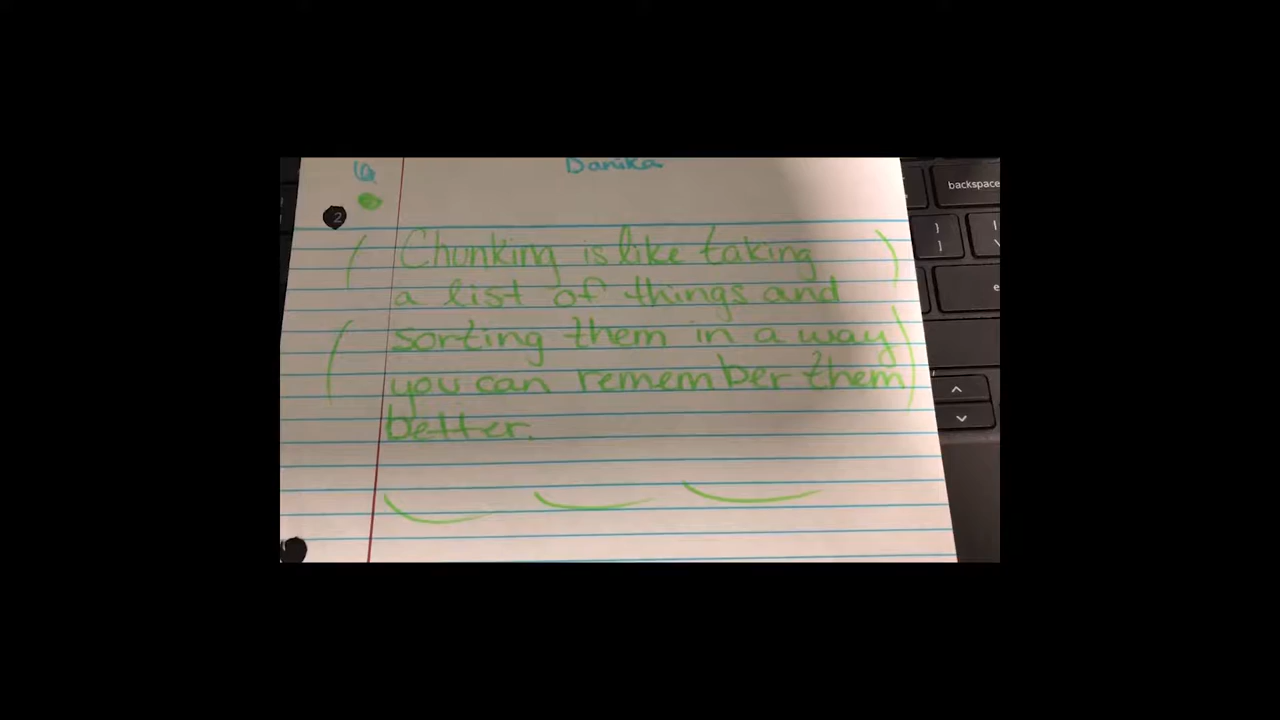 Danika
backspace
2
( Chunking is like taking )
a list of things and
( sorting them in a way )
you can remember them
better.